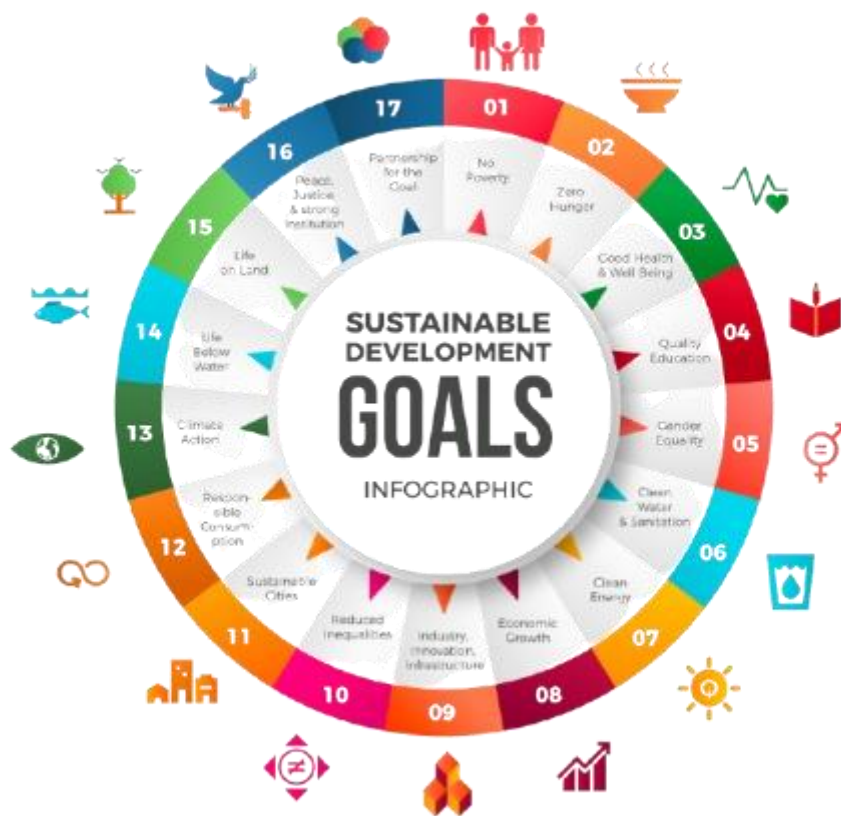 SUSTAINABLE
DEVELOPMENT
GOALS
INFOGRAPHIC
01
No
Poverty
02
Zero
Hunger
03
Good Health
& Well Being
04
Quality
Education
05
Gender
Equality
06
Clean
Water
& Sanitation
07
Clean
Energy
08
Economic
Growth
09
Industry,
Innovation,
Infrastructure
10
Reduced
Inequalities
11
Sustainable
Cities
12
Respon-
sible
Consum-
ption
13
Climate
Action
14
Life
Below
Water
15
Life
on Land
16
Peace,
Justice
& strong
Institution
17
Partnership
for the
Goal